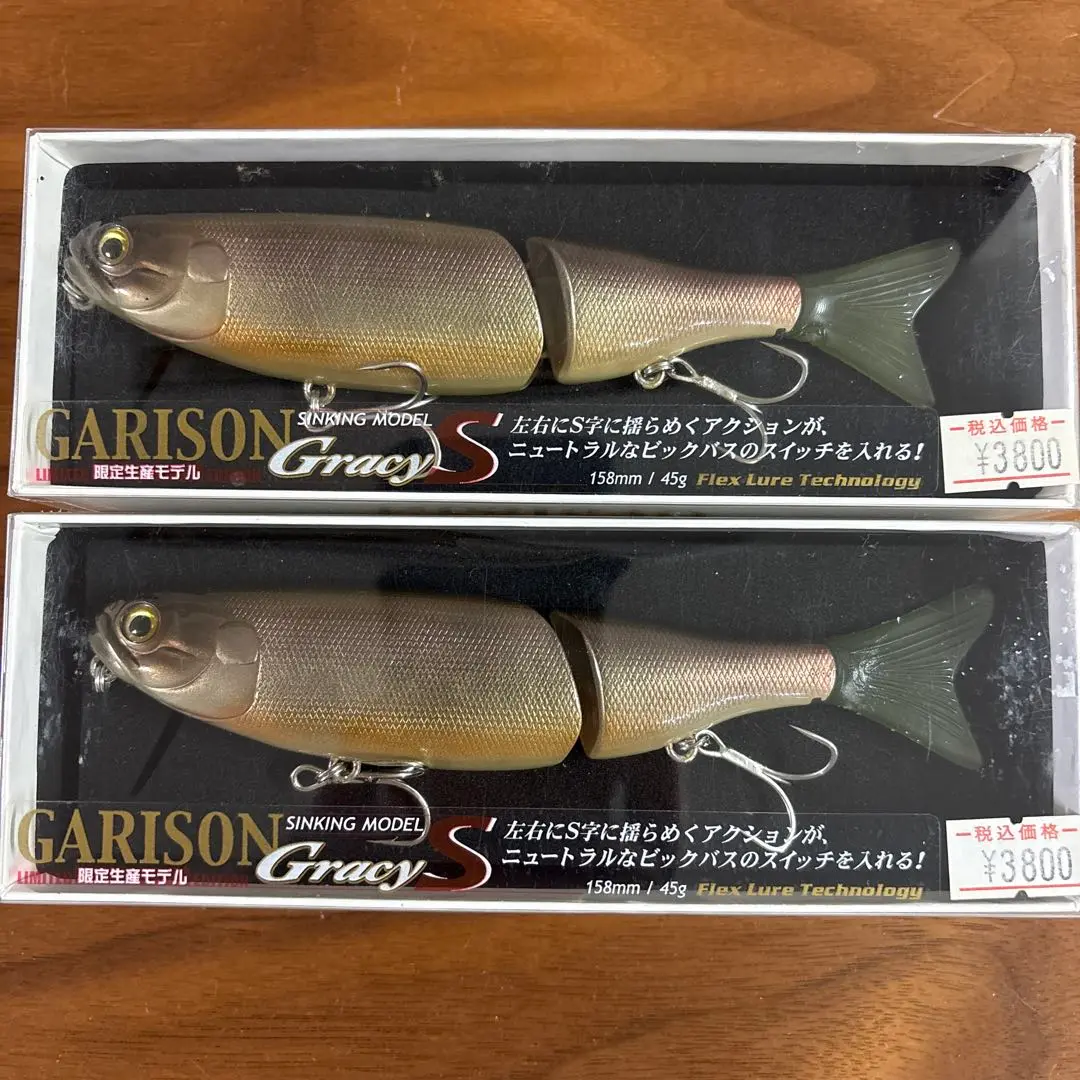 GARISON
SINKING MODEL
Gracy S
限定生産モデル
左右にS字に揺らめくアクションが、
ニュートラルなビックバスのスイッチを入れる!
158mm / 45g Flex Lure Technology
税込価格
¥3800
GARISON
SINKING MODEL
Gracy S
限定生産モデル
左右にS字に揺らめくアクションが、
ニュートラルなビックバスのスイッチを入れる!
158mm / 45g Flex Lure Technology
税込価格
¥3800